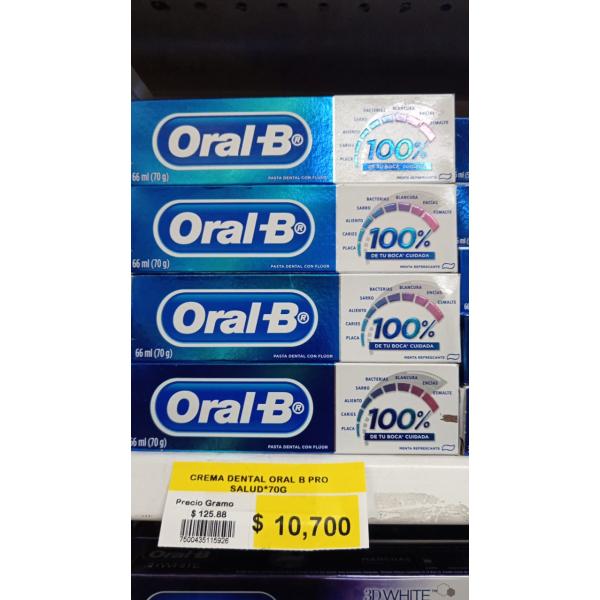 Oral-B®
66 ml (70 g)
PASTA DENTAL CON FLÚOR
BACTERIAS
BLANCURA
ENCÍAS
SARRO
ESMALTE
ALIENTO
CARIES
PLACA
100%
DE TU BOCA* CUIDADA
MENTA REFRESCANTE
Oral-B®
66 ml (70 g)
PASTA DENTAL CON FLÚOR
BACTERIAS
BLANCURA
ENCÍAS
SARRO
ESMALTE
ALIENTO
CARIES
PLACA
100%
DE TU BOCA* CUIDADA
MENTA REFRESCANTE
Oral-B®
66 ml (70 g)
PASTA DENTAL CON FLÚOR
BACTERIAS
BLANCURA
ENCÍAS
SARRO
ESMALTE
ALIENTO
CARIES
PLACA
100%
DE TU BOCA* CUIDADA
MENTA REFRESCANTE
Oral-B®
66 ml (70 g)
PASTA DENTAL CON FLÚOR
BACTERIAS
BLANCURA
ENCÍAS
SARRO
ESMALTE
ALIENTO
CARIES
PLACA
100%
DE TU BOCA* CUIDADA
MENTA REFRESCANTE
CREMA DENTAL ORAL B PRO
SALUD*70G
Precio Gramo
$ 125.88
7500435115926
$ 10,700
Oral-B
3D WHITE
3D WHITE